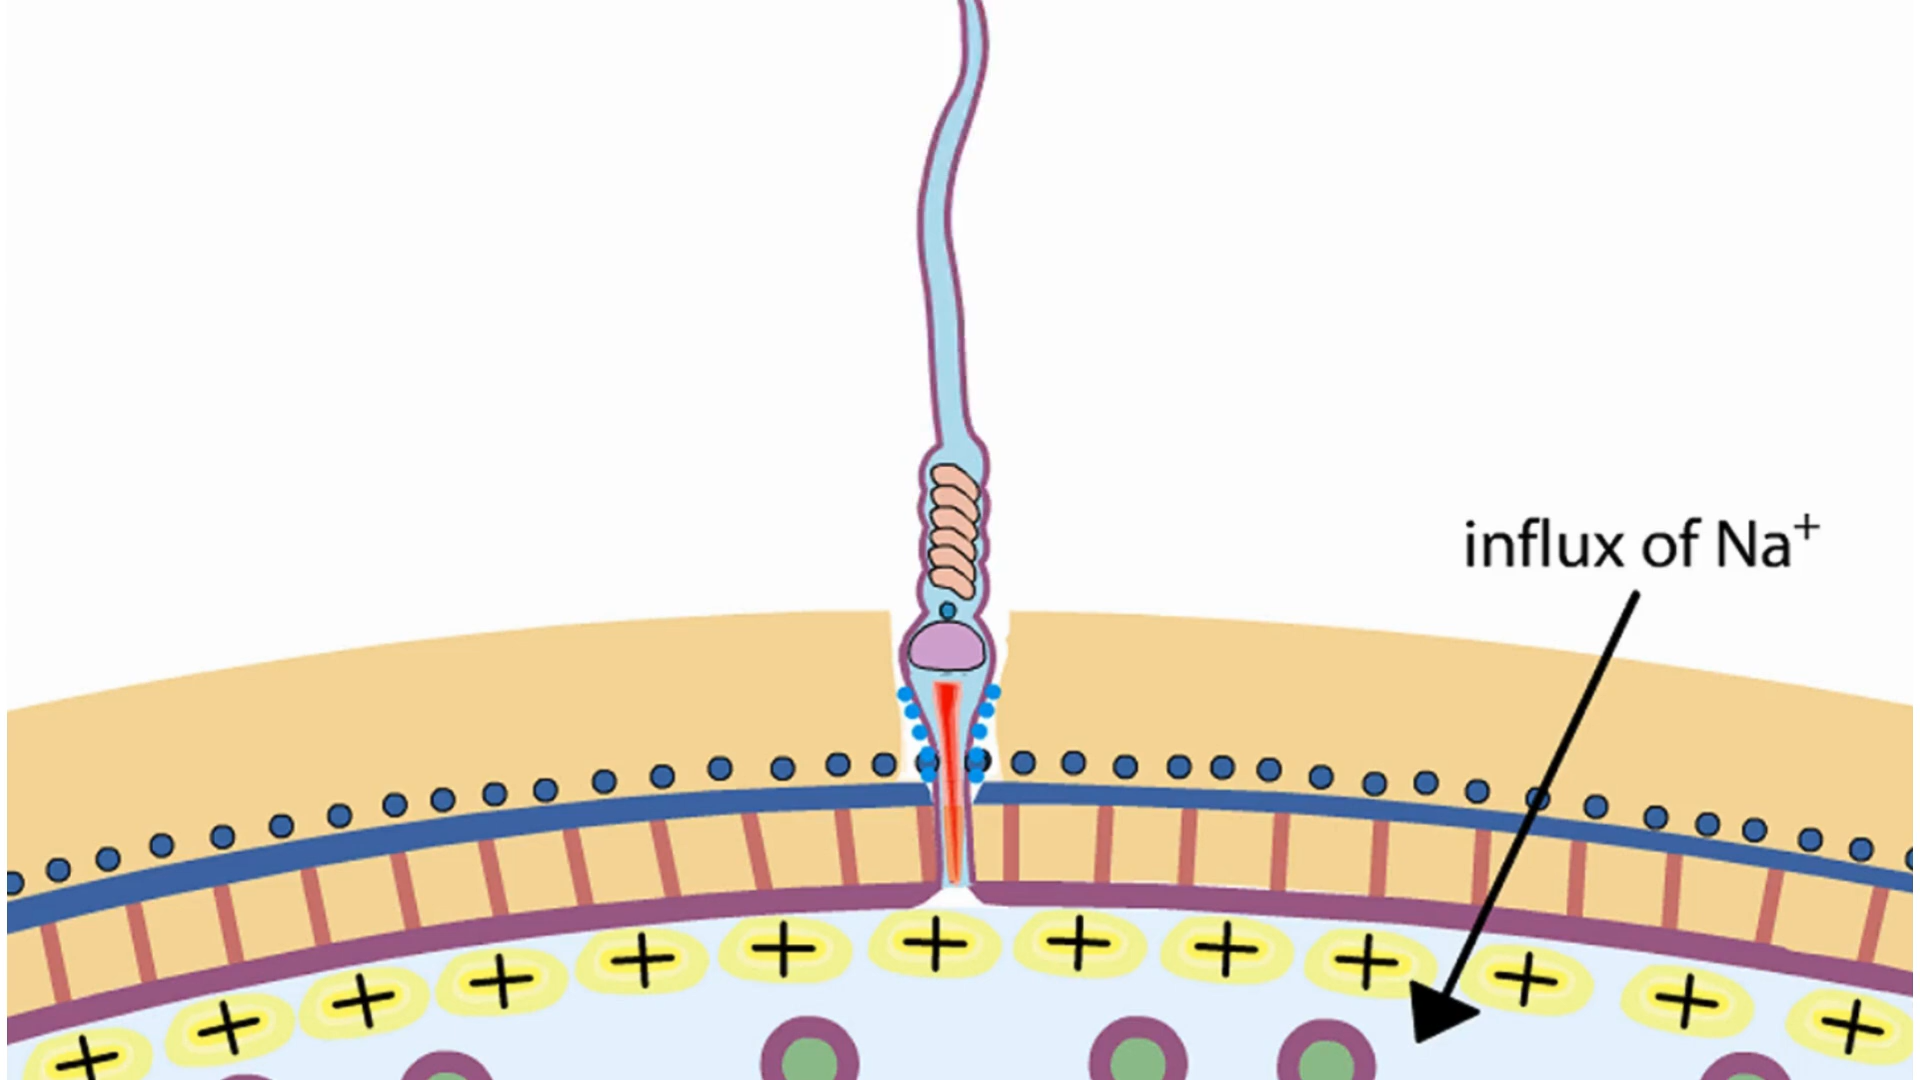 influx of Na⁺
+ + + + + + + + + + + + +